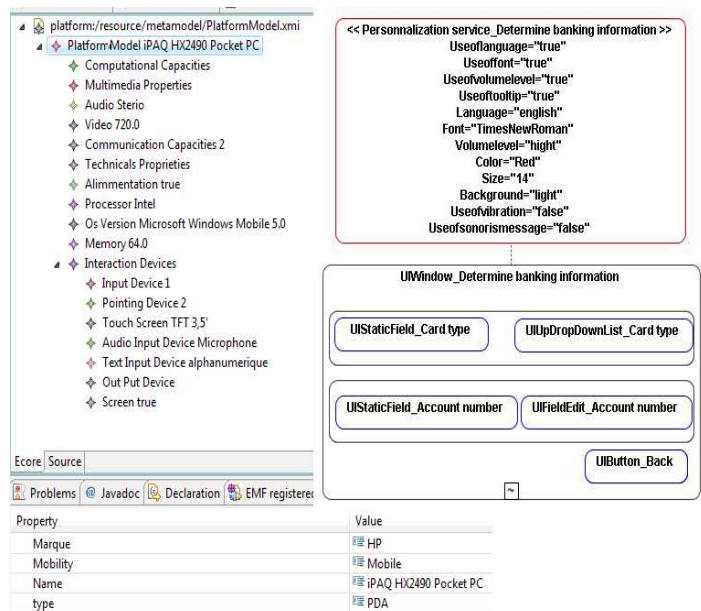 platform:/resource/metamodel/PlatformModel.xmi
PlatformModel iPAQ HX2490 Pocket PC
Computational Capacities
Multimedia Properties
Audio Sterio
Video 720.0
Communication Capacities 2
Technicals Proprieties
Alimmentation true
Processor Intel
Os Version Microsoft Windows Mobile 5.0
Memory 64.0
Interaction Devices
Input Device 1
Pointing Device 2
Touch Screen TFT 3,5'
Audio Input Device Microphone
Text Input Device alphanumerique
Out Put Device
Screen true
Ecore Source
Problems @ Javadoc Declaration EMF registered
Property Value
Marque HP
Mobility Mobile
Name iPAQ HX2490 Pocket PC
type PDA
<< Personnalization service_Determine banking information >>
Useoflanguage="true"
Useoffont="true"
Useofvolumelevel="true"
Useoftooltip="true"
Language="english"
Font="TimesNewRoman"
Volumelevel="hight"
Color="Red"
Size="14"
Background="light"
Useofvibration="false"
Useofsonorismessage="false"
UIWindow_Determine banking information
UIStaticField_Card type
UIUpDropDownList_Card type
UIStaticField_Account number
UIFieldEdit_Account number
UIButton_Back
~